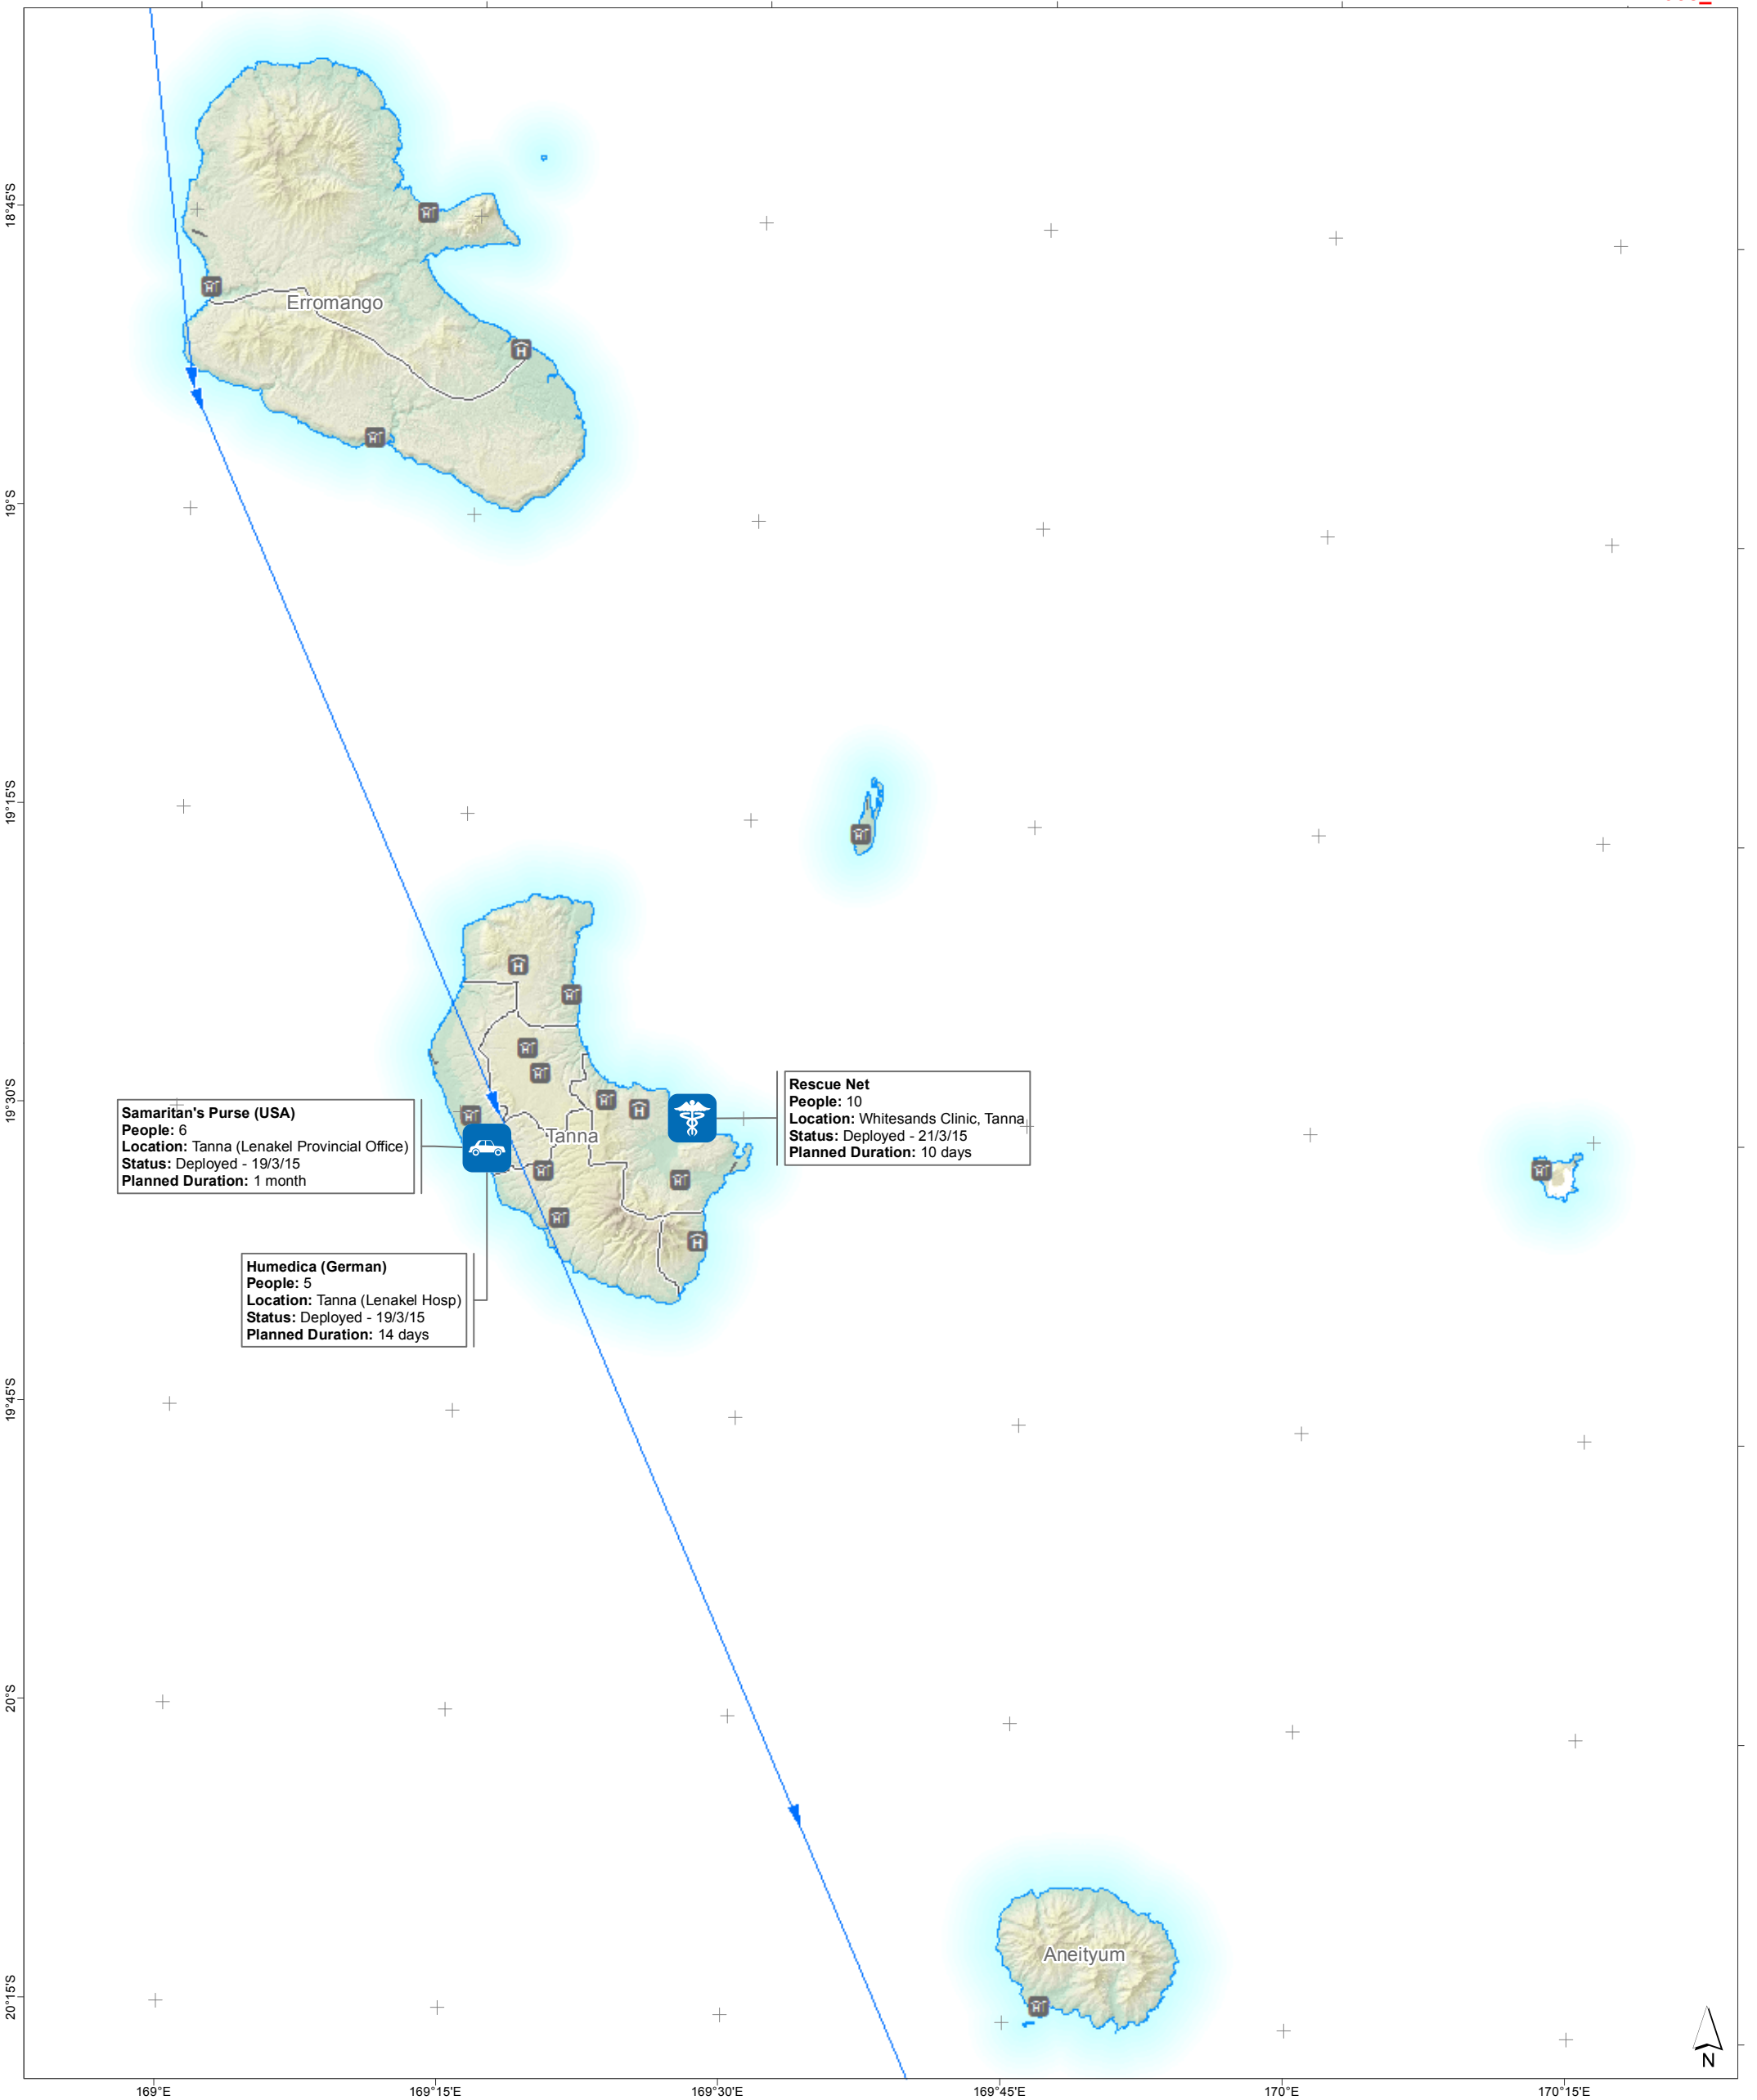 18°45'S
Erromango
19°S
19°15'S
19°30'S
Rescue Net
People: 10
Location: Whitesands Clinic, Tanna
Status: Deployed - 21/3/15
Planned Duration: 10 days
Samaritan's Purse (USA)
People: 6
Location: Tanna (Lenakel Provincial Office)
Status: Deployed - 19/3/15
Planned Duration: 1 month
Tanna
Humedica (German)
People: 5
Location: Tanna (Lenakel Hosp)
Status: Deployed - 19/3/15
Planned Duration: 14 days
19°45'S
20°S
Aneityum
20°15'S
N
169°E
169°15'E
169°30'E
169°45'E
170°E
170°15'E